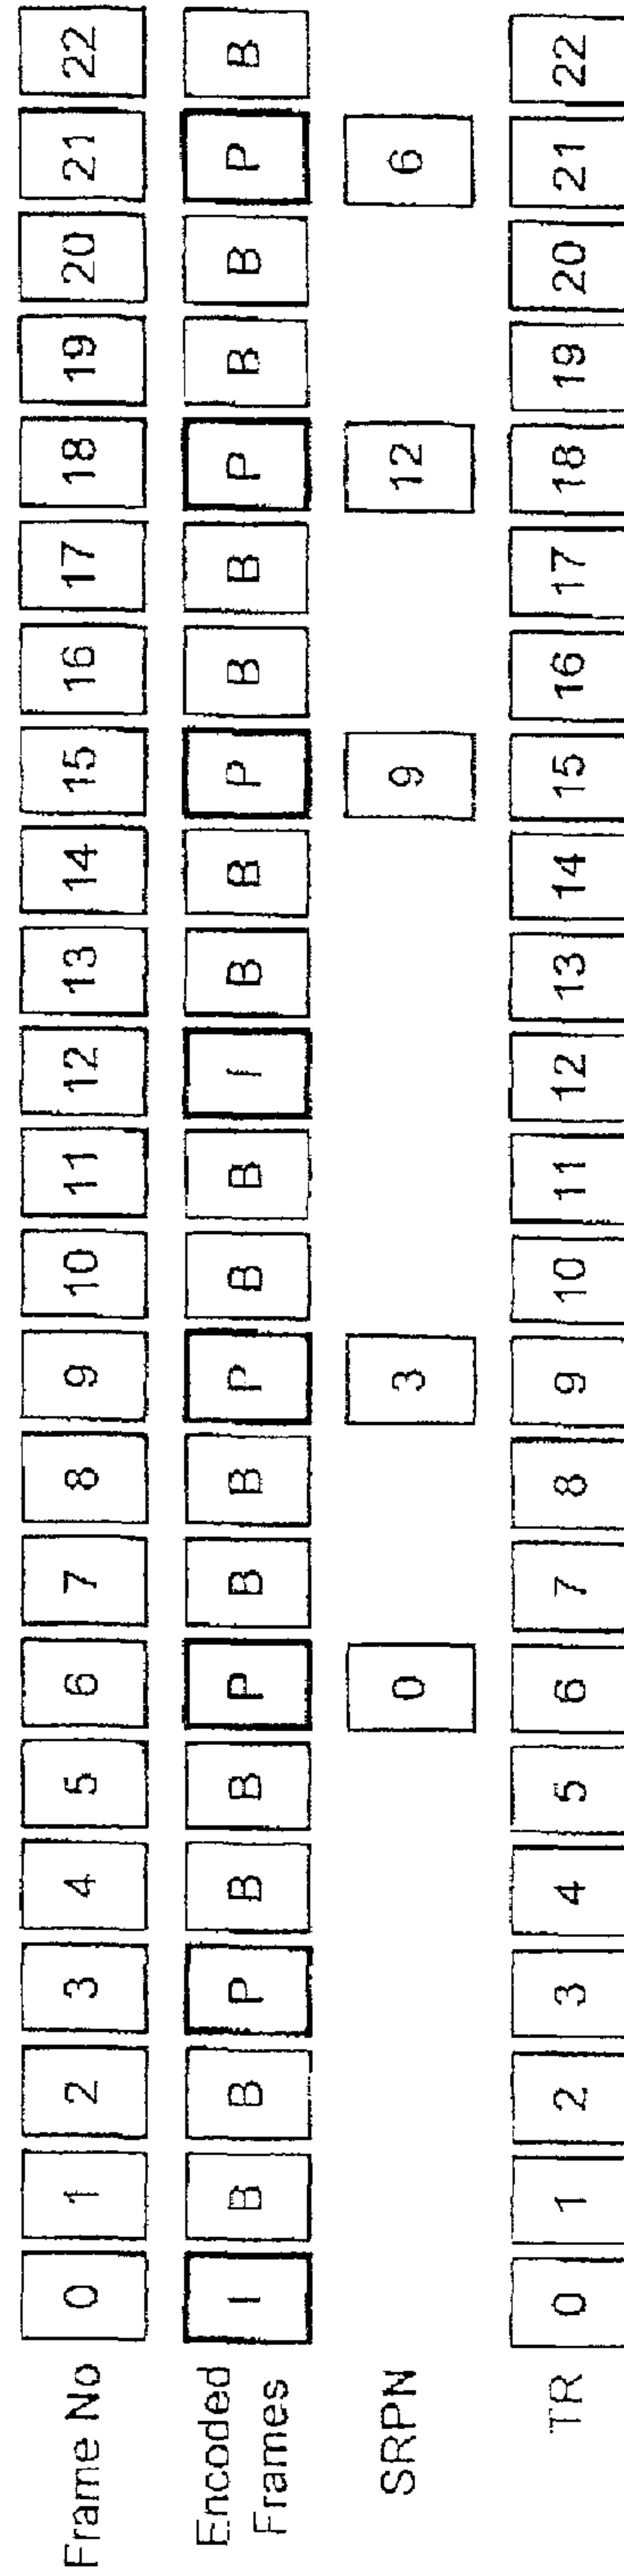 Frame No 0 1 2 3 4 5 6 7 8 9 10 11 12 13 14 15 16 17 18 19 20 21 22
Encoded
Frames I B B P B B P B B P B B I B B P B B P B B P B
SRPN 0 3 9 12 6
TR 0 1 2 3 4 5 6 7 8 9 10 11 12 13 14 15 16 17 18 19 20 21 22